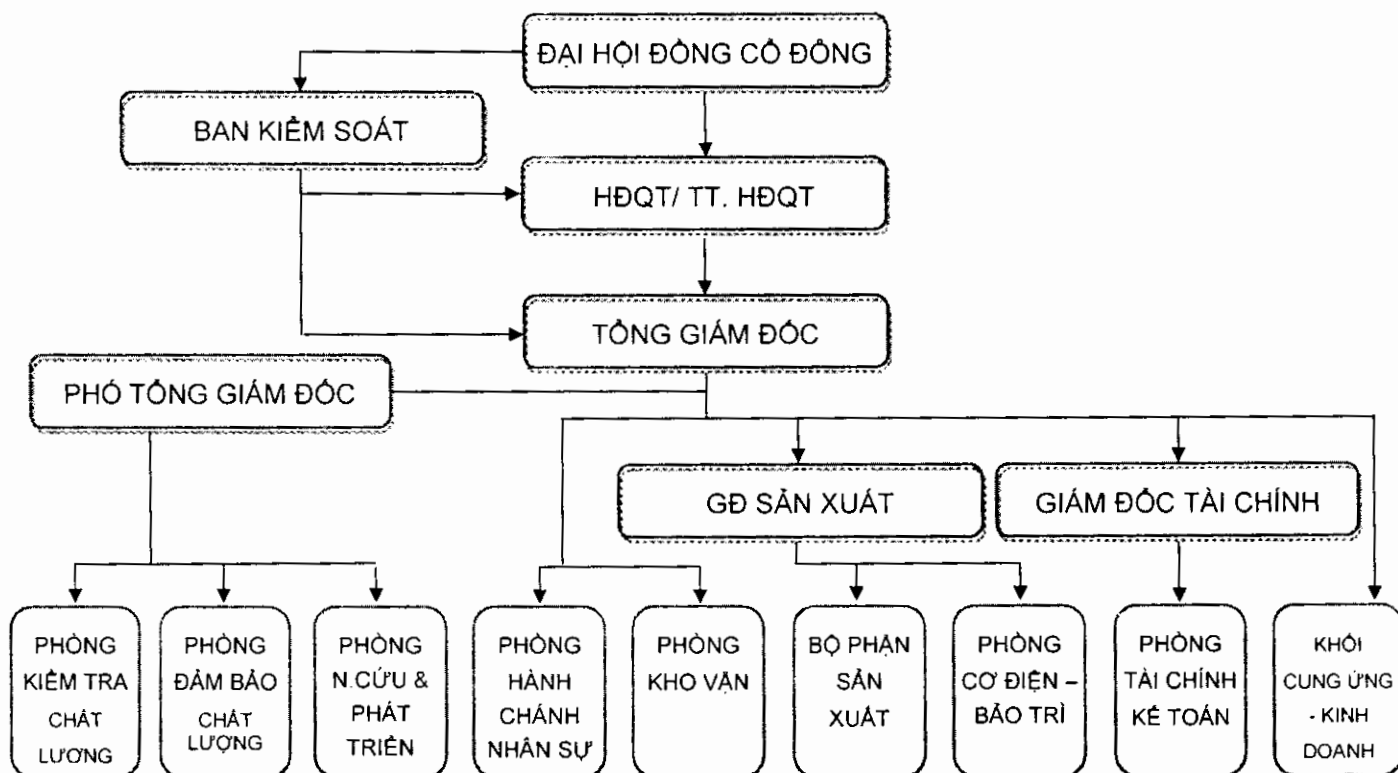 ĐẠI HỘI ĐỒNG CỔ ĐÔNG
BAN KIỂM SOÁT
HĐQT/ TT. HĐQT
TỔNG GIÁM ĐỐC
PHÓ TỔNG GIÁM ĐỐC
GĐ SẢN XUẤT
GIÁM ĐỐC TÀI CHÍNH
PHÒNG
KIỂM TRA
CHẤT
LƯƠNG
PHÒNG
ĐẢM BẢO
CHẤT
LƯỢNG
PHÒNG
N.CỨU &
PHÁT
TRIỂN
PHÒNG
HÀNH
CHÁNH
NHÂN SỰ
PHÒNG
KHO VẬN
BỘ PHẬN
SẢN
XUẤT
PHÒNG
CƠ ĐIỆN –
BẢO TRÌ
PHÒNG
TÀI CHÍNH
KẾ TOÁN
KHỐI
CUNG ỨNG
- KINH
DOANH